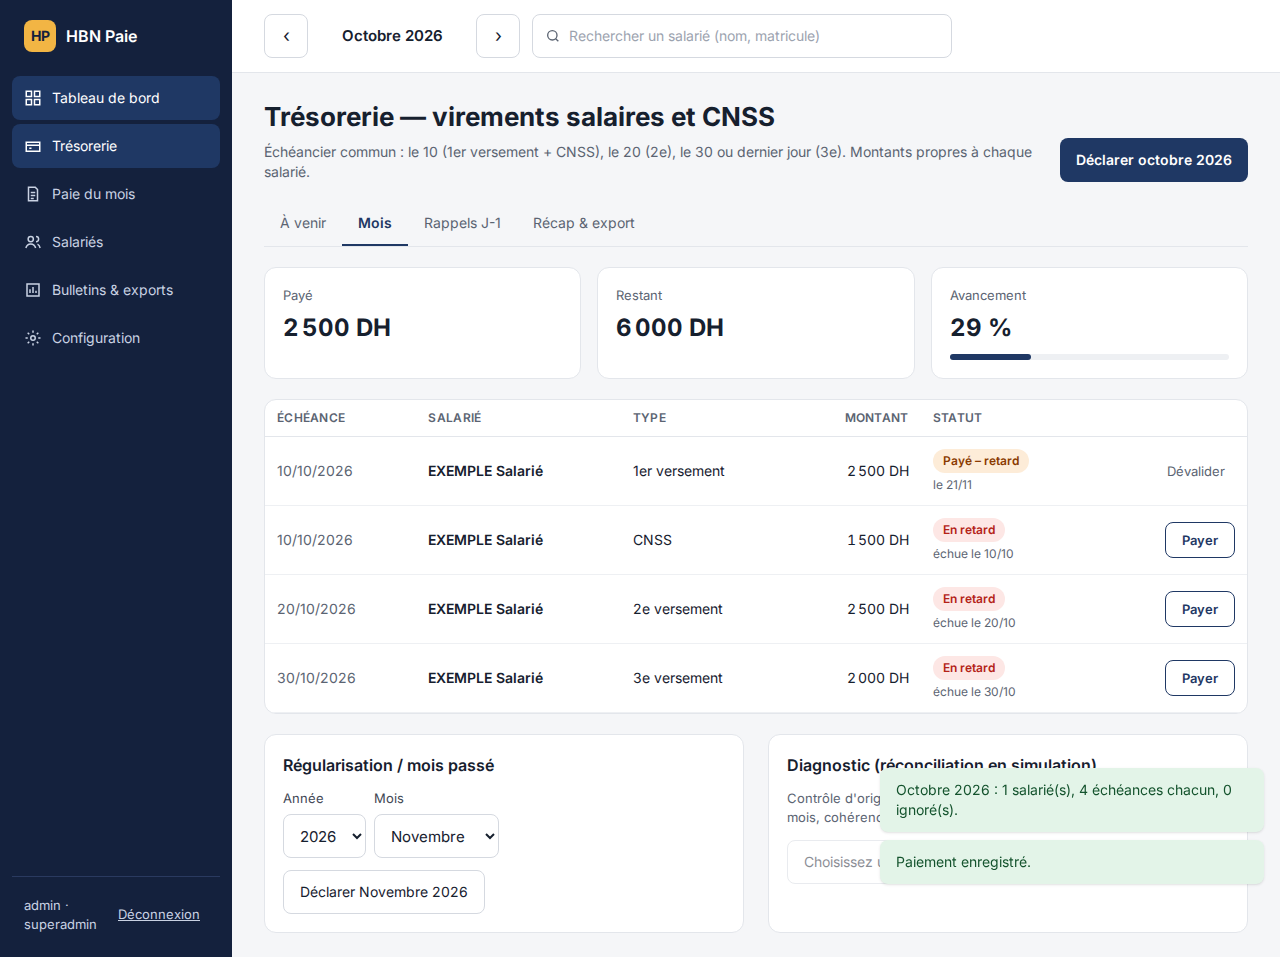 HP HBN Paie
Tableau de bord
Trésorerie
Paie du mois
Salariés
Bulletins & exports
Configuration
admin ·
superadmin
Déconnexion
‹ Octobre 2026 › Rechercher un salarié (nom, matricule)
Trésorerie — virements salaires et CNSS
Échéancier commun : le 10 (1er versement + CNSS), le 20 (2e), le 30 ou dernier jour (3e). Montants propres à chaque
salarié.
Déclarer octobre 2026
À venir Mois Rappels J-1 Récap & export
Payé
2 500 DH
Restant
6 000 DH
Avancement
29 %
ÉCHÉANCE SALARIÉ TYPE MONTANT STATUT
10/10/2026 EXEMPLE Salarié 1er versement 2 500 DH Payé – retard
le 21/11
Dévalider
10/10/2026 EXEMPLE Salarié CNSS 1 500 DH En retard
échue le 10/10
Payer
20/10/2026 EXEMPLE Salarié 2e versement 2 500 DH En retard
échue le 20/10
Payer
30/10/2026 EXEMPLE Salarié 3e versement 2 000 DH En retard
échue le 30/10
Payer
Régularisation / mois passé
Année Mois
2026 Novembre
Déclarer Novembre 2026
Diagnostic (réconciliation en simulation)
Contrôle d'orig
mois, cohéren
Choisissez
Octobre 2026 : 1 salarié(s), 4 échéances chacun, 0
ignoré(s).
Paiement enregistré.